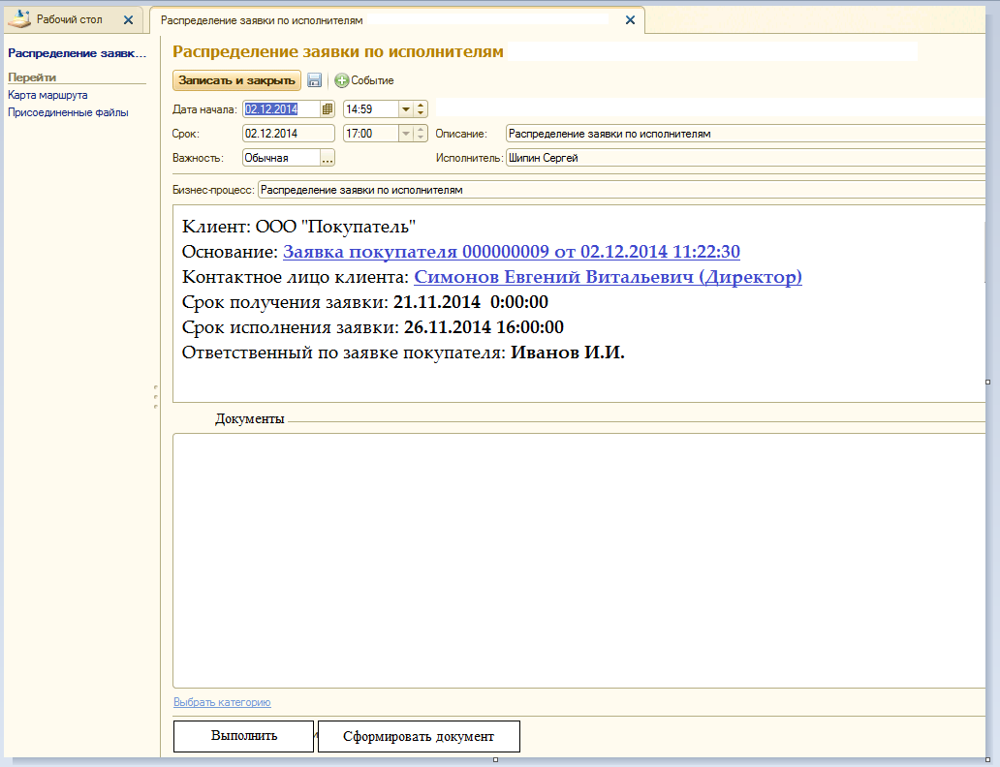 Рабочий стол
Распределение заявки по исполнителям
Распределение заявк...
Перейти
Карта маршрута
Присоединенные файлы
Распределение заявки по исполнителям
Записать и закрыть Событие
Дата начала: 02.12.2014 14:59
Срок: 02.12.2014 17:00 Описание: Распределение заявки по исполнителям
Важность: Обычная ... Исполнитель: Шипин Сергей
Бизнес-процесс: Распределение заявки по исполнителям
Клиент: ООО "Покупатель"
Основание: Заявка покупателя 000000009 от 02.12.2014 11:22:30
Контактное лицо клиента: Симонов Евгений Витальевич (Директор)
Срок получения заявки: 21.11.2014 0:00:00
Срок исполнения заявки: 26.11.2014 16:00:00
Ответственный по заявке покупателя: Иванов И.И.
Документы
Выбрать категорию
Выполнить Сформировать документ